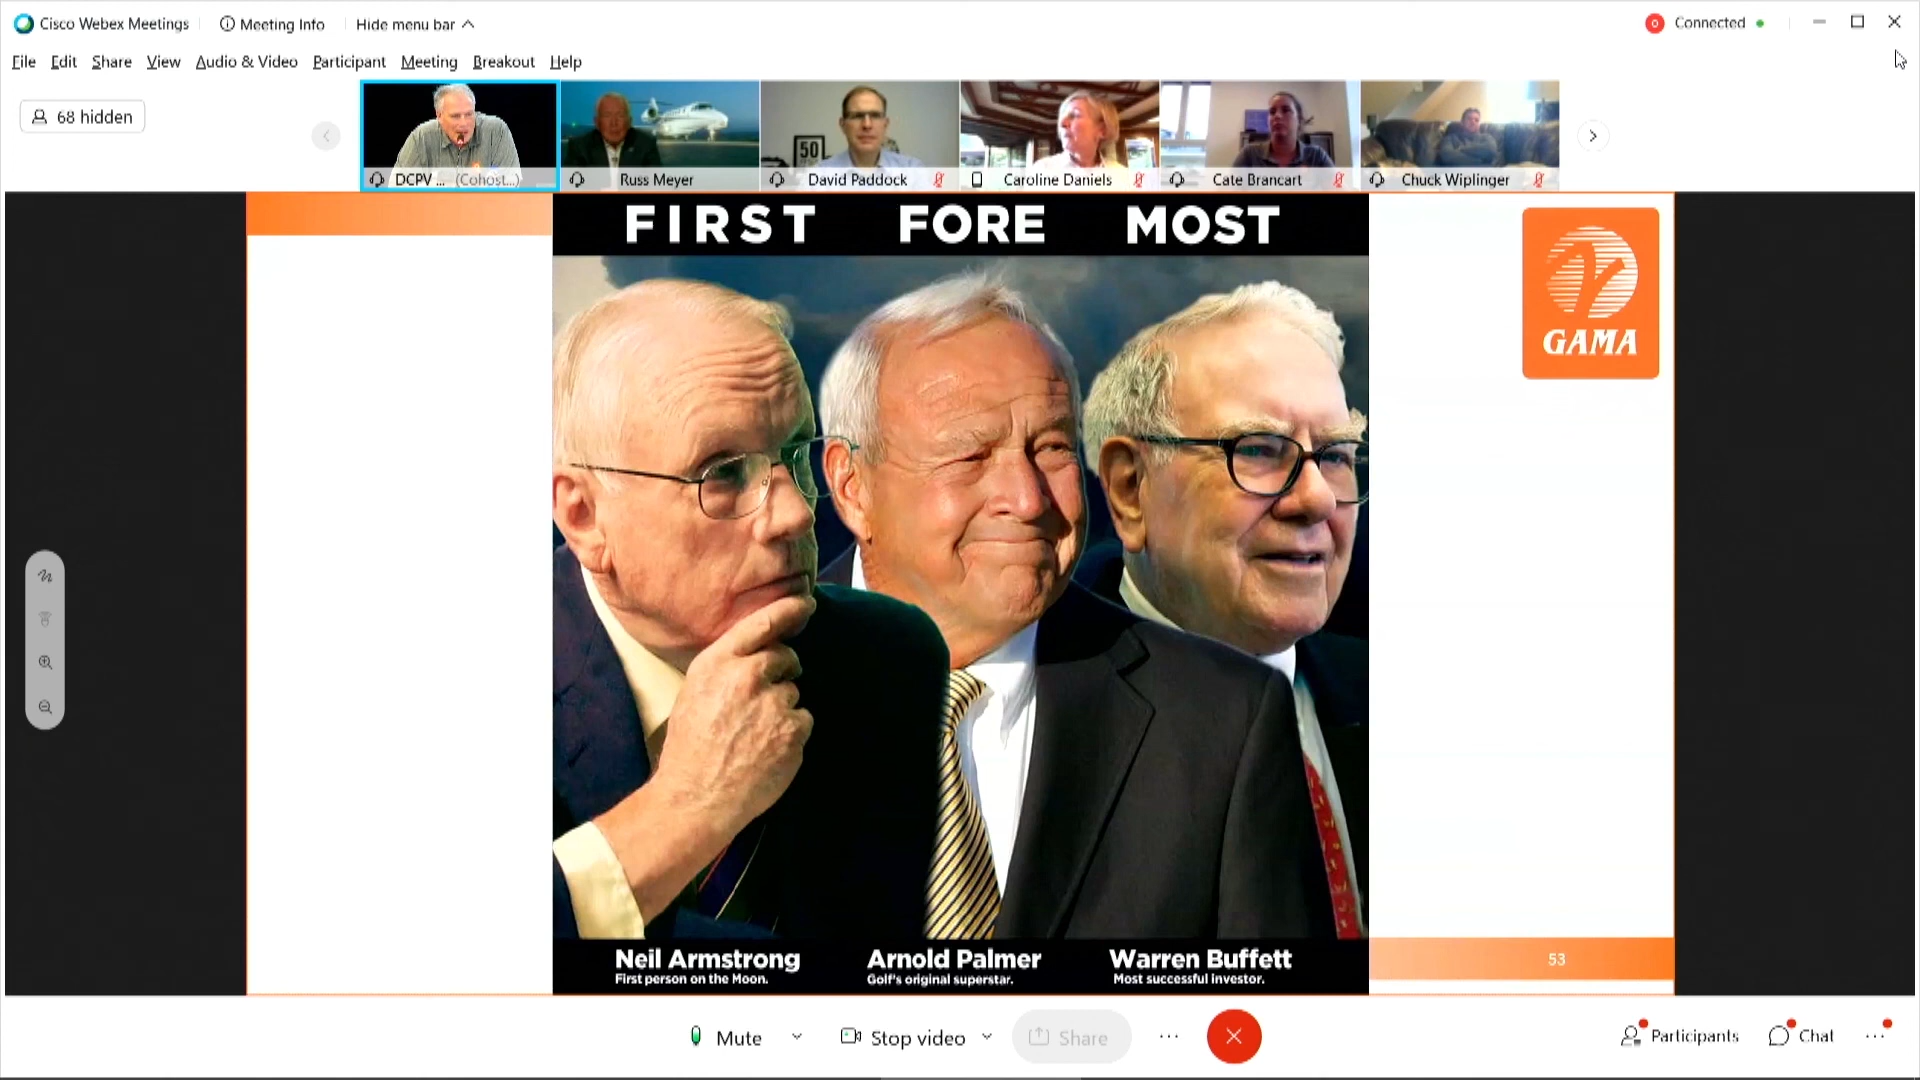 Cisco Webex Meetings Meeting Info Hide menu bar Connected
File Edit Share View Audio & Video Participant Meeting Breakout Help
68 hidden
50
DCPV ... (Cohost...) Russ Meyer David Paddock Caroline Daniels Cate Brancart Chuck Wiplinger
FIRST FORE MOST
GAMA
Neil Armstrong Arnold Palmer Warren Buffett
First person on the Moon. Golf's original superstar. Most successful investor.
53
Mute Stop video Share ... Participants Chat ...